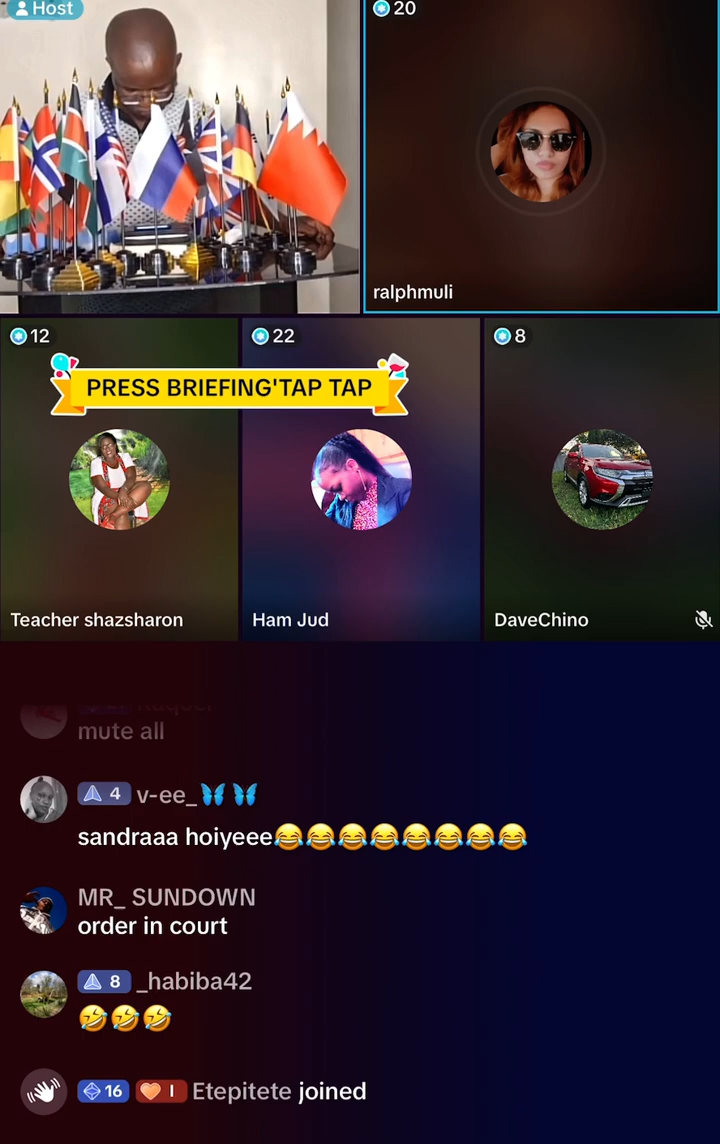 Host
20
ralphmuli
12
22
8
PRESS BRIEFING'TAP TAP
Teacher shazsharon
Ham Jud
DaveChino
mute all
4 v-ee_🦋🦋
sandraaa hoiyeee😂😂😂😂😂😂😂😂
MR_ SUNDOWN
order in court
8 _habiba42
🤣🤣🤣
16 I Etepitete joined